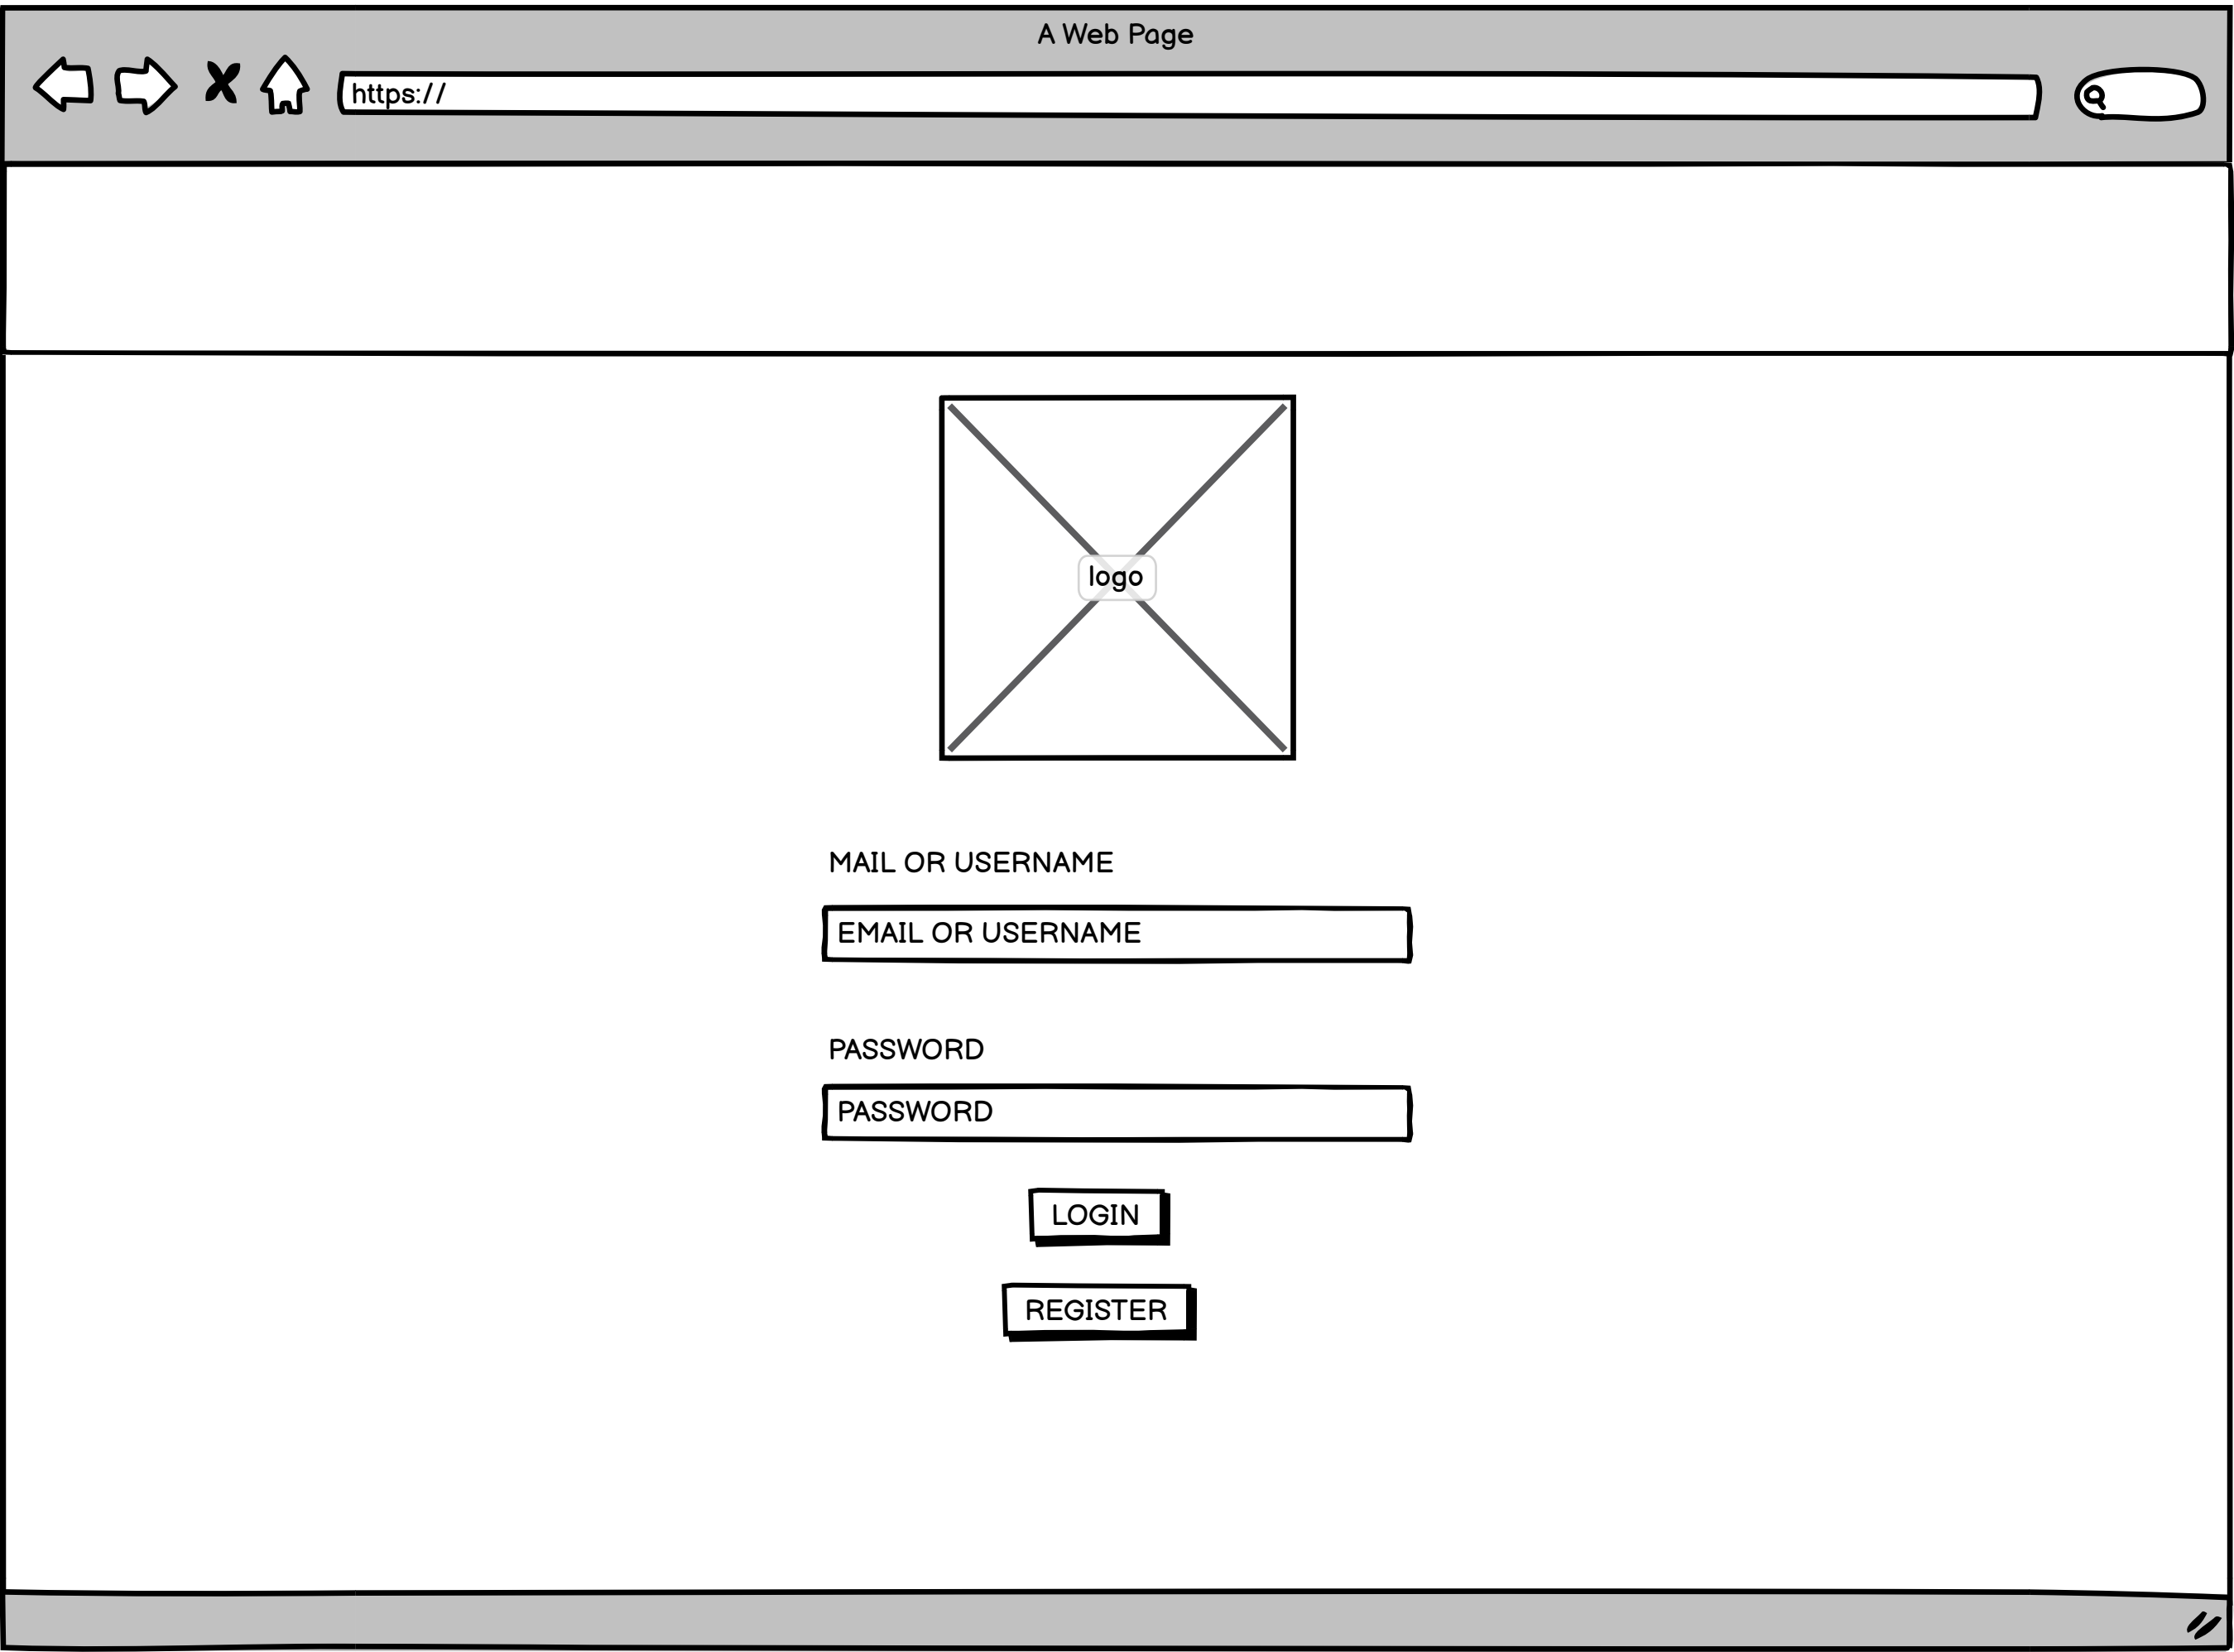 A Web Page
https://
logo
MAIL OR USERNAME
EMAIL OR USERNAME
PASSWORD
PASSWORD
LOGIN
REGISTER